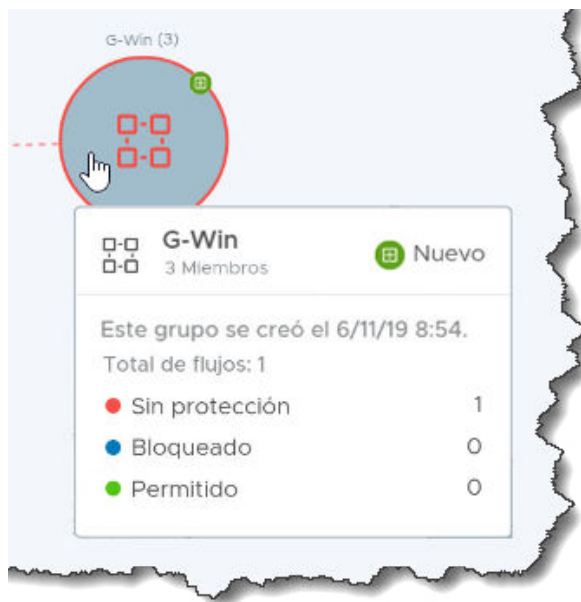 G-Win (3)
G-Win
3 Miembros
Nuevo
Este grupo se creó el 6/11/19 8:54.
Total de flujos: 1
Sin protección 1
Bloqueado 0
Permitido 0